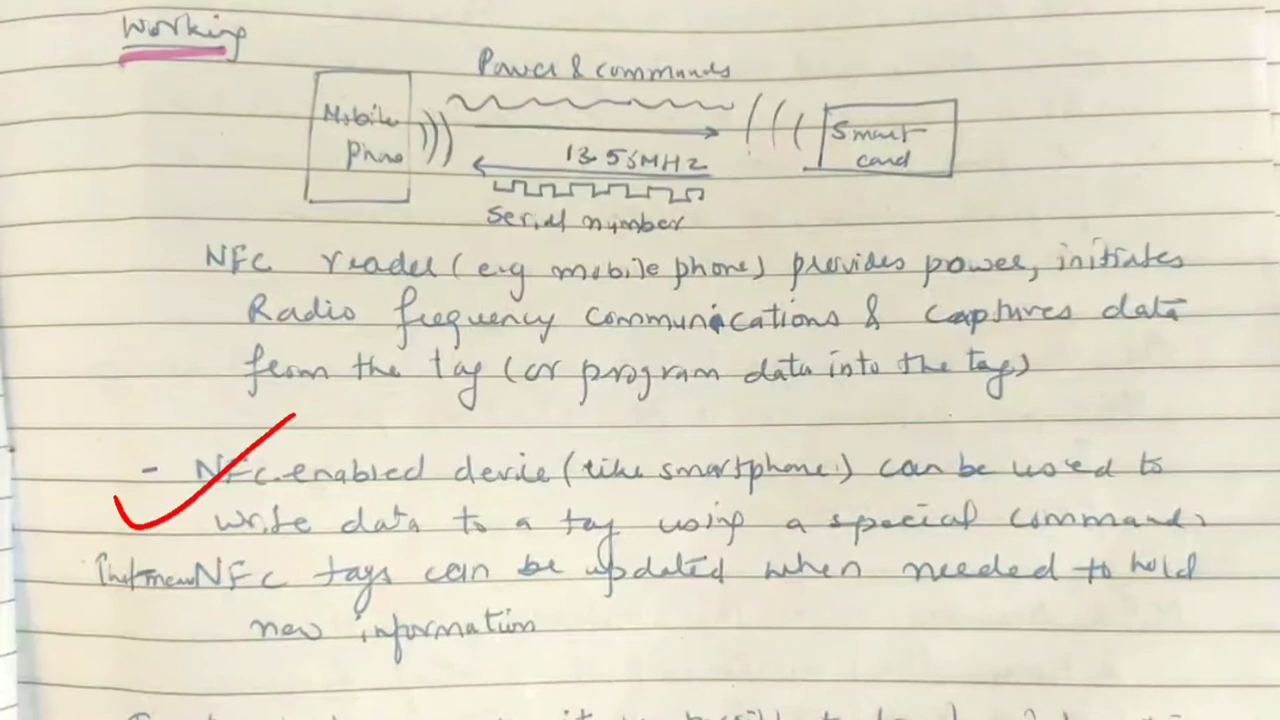 Working
Power & commands
Mobile
Phone
13.56MHZ
Smart
card
Serial number
NFC reader (e.g mobile phone) provides power, initiates
Radio frequency communications & captures data
from the tag (or program data into the tag)
- NFC enabled device (like smartphone) can be used to
write data to a tag using a special command.
NFC tags can be updated when needed to hold
new information